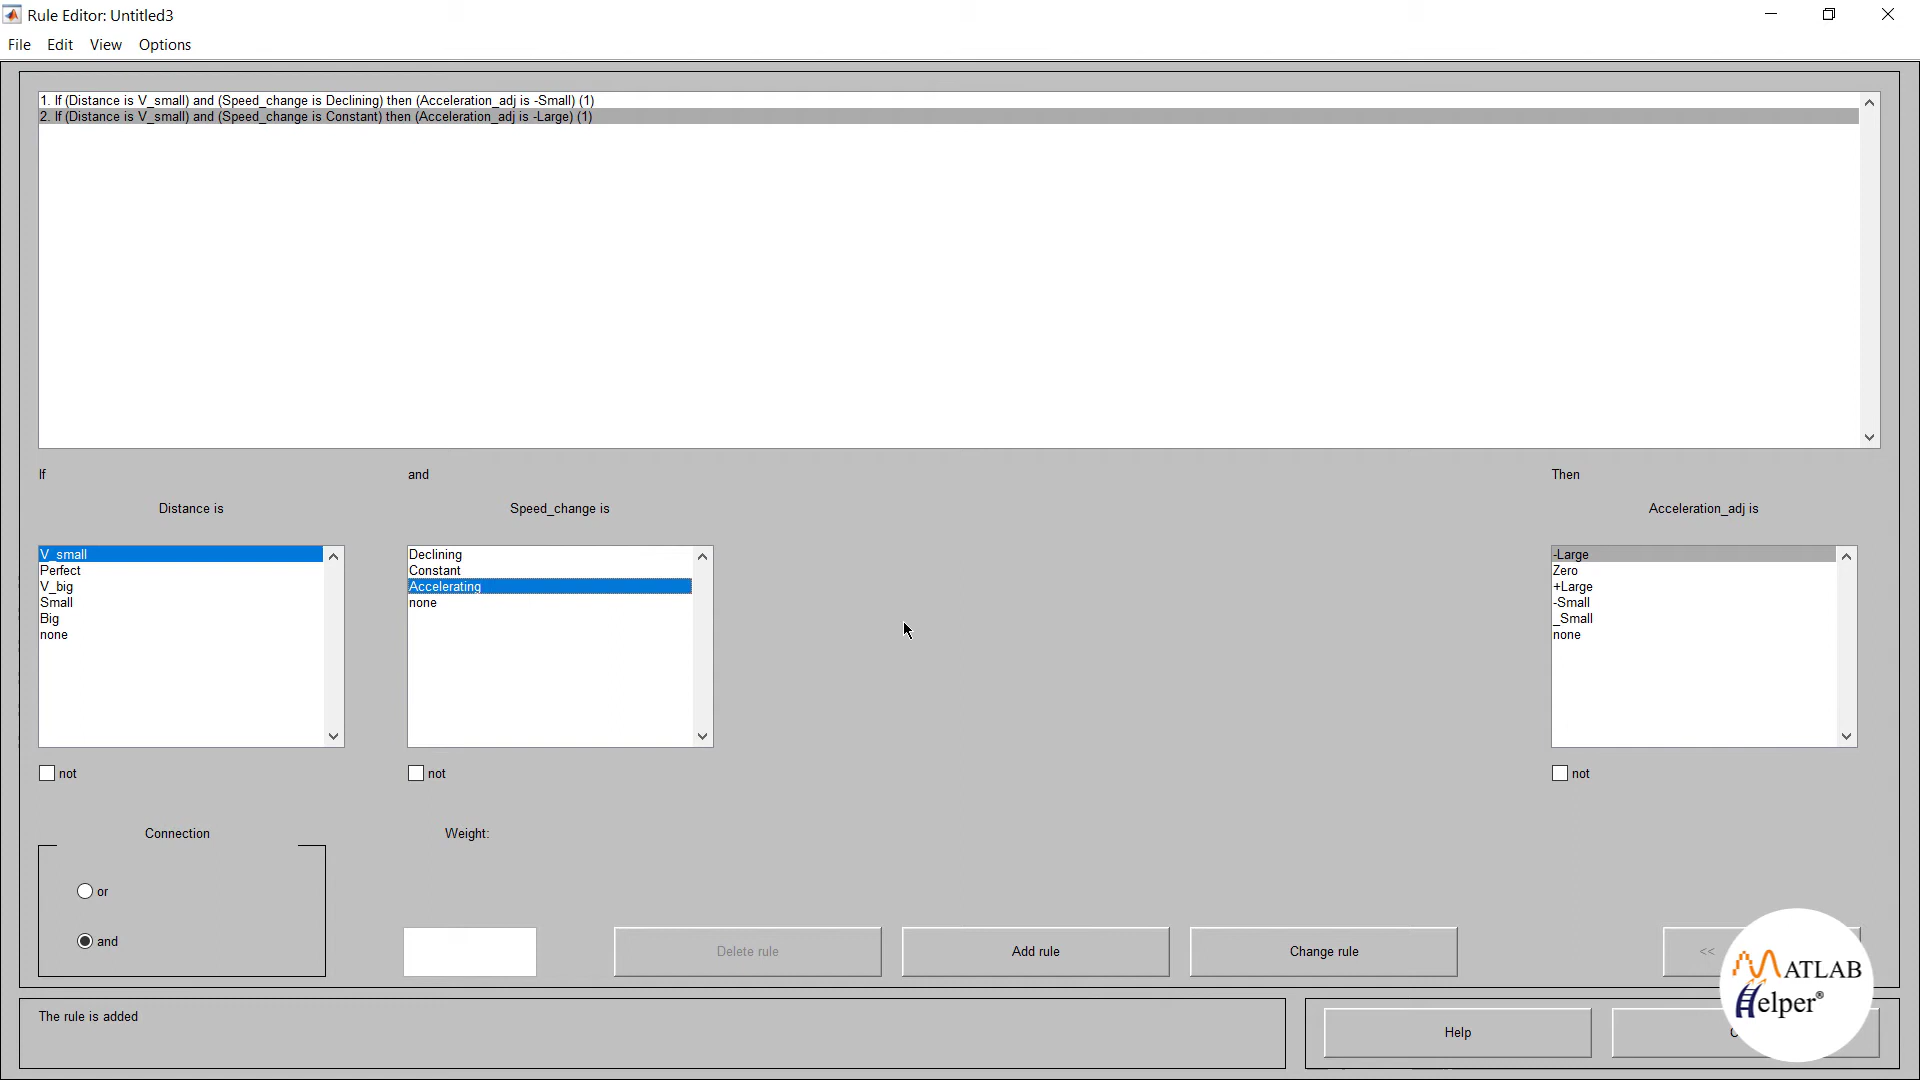 Rule Editor: Untitled3
File Edit View Options
1. If (Distance is V_small) and (Speed_change is Declining) then (Acceleration_adj is -Small) (1)
2. If (Distance is V_small) and (Speed_change is Constant) then (Acceleration_adj is -Large) (1)
If and Then
Distance is Speed_change is Acceleration_adj is
V_small
Perfect
V_big
Small
Big
none
Declining
Constant
Accelerating
none
-Large
Zero
+Large
-Small
_Small
none
not not not
Connection Weight:
or
and
Delete rule Add rule Change rule <<
MATLAB
Helper®
The rule is added
Help